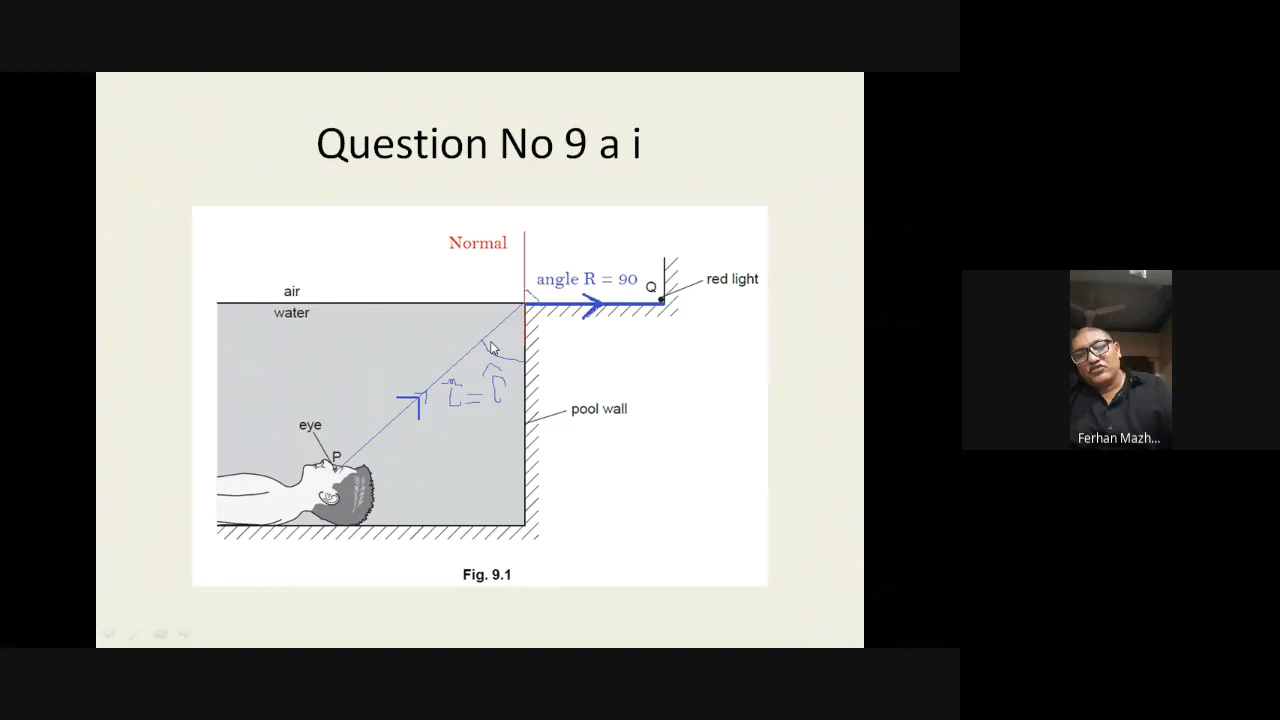 Question No 9 a i
Normal
angle R = 90
Q
red light
air
water
pool wall
eye
P
Fig. 9.1
Ferhan Mazh...